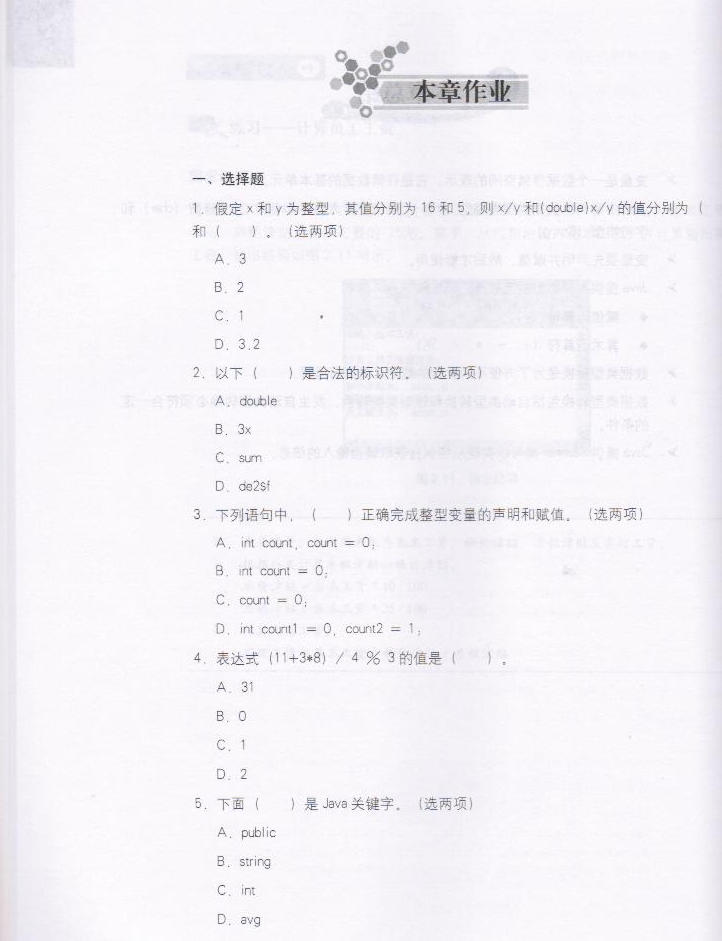 本章作业
一、选择题
1. 假定 x 和 y 为整型, 其值分别为 16 和 5, 则 x/y 和(double)x/y 的值分别为 (
和 (　　)。(选两项)
A. 3
B. 2
C. 1
D. 3.2
2. 以下 (　　) 是合法的标识符。(选两项)
A. double
B. 3x
C. sum
D. de2$f
3. 下列语句中, (　　) 正确完成整型变量的声明和赋值。(选两项)
A. int count, count = 0;
B. int count = 0;
C. count = 0;
D. int count1 = 0, count2 = 1;
4. 表达式 (11+3*8) / 4 % 3 的值是 (　　)。
A. 31
B. 0
C. 1
D. 2
5. 下面 (　　) 是 Java 关键字。(选两项)
A. public
B. string
C. int
D. avg